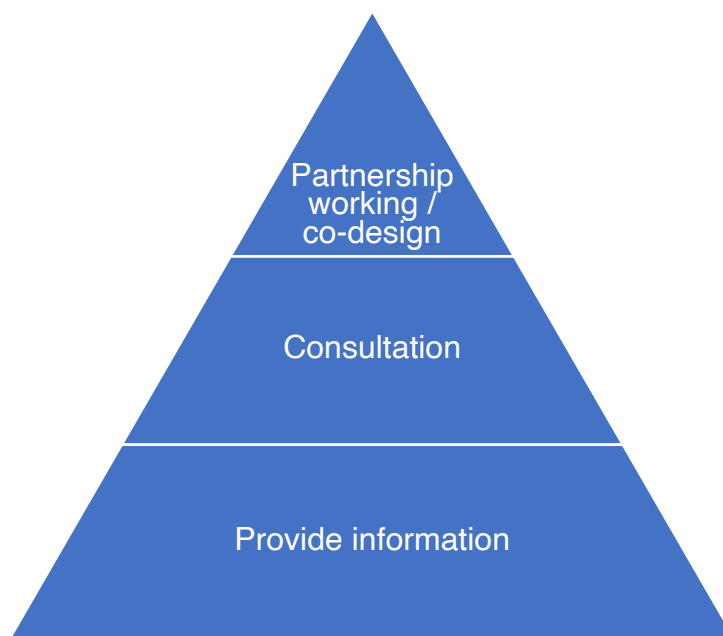 Partnership
working /
co-design
Consultation
Provide information